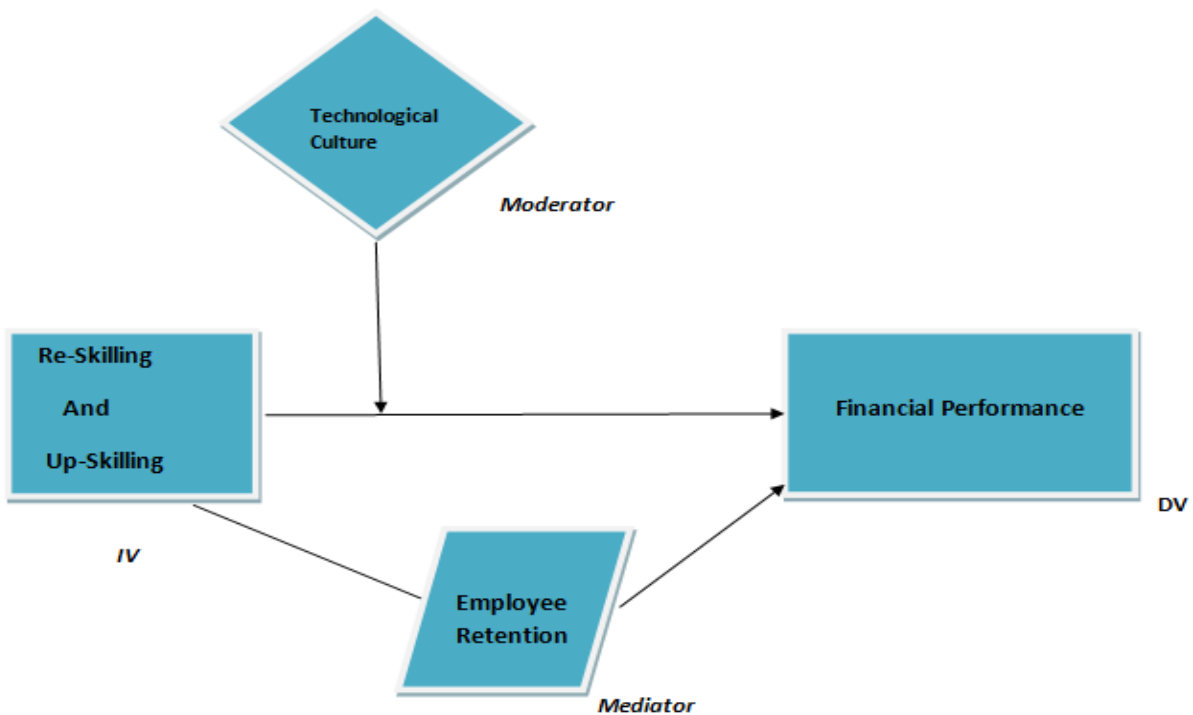 Technological
Culture
Moderator
Re-Skilling
And
Up-Skilling
Financial Performance
DV
IV
Employee
Retention
Mediator